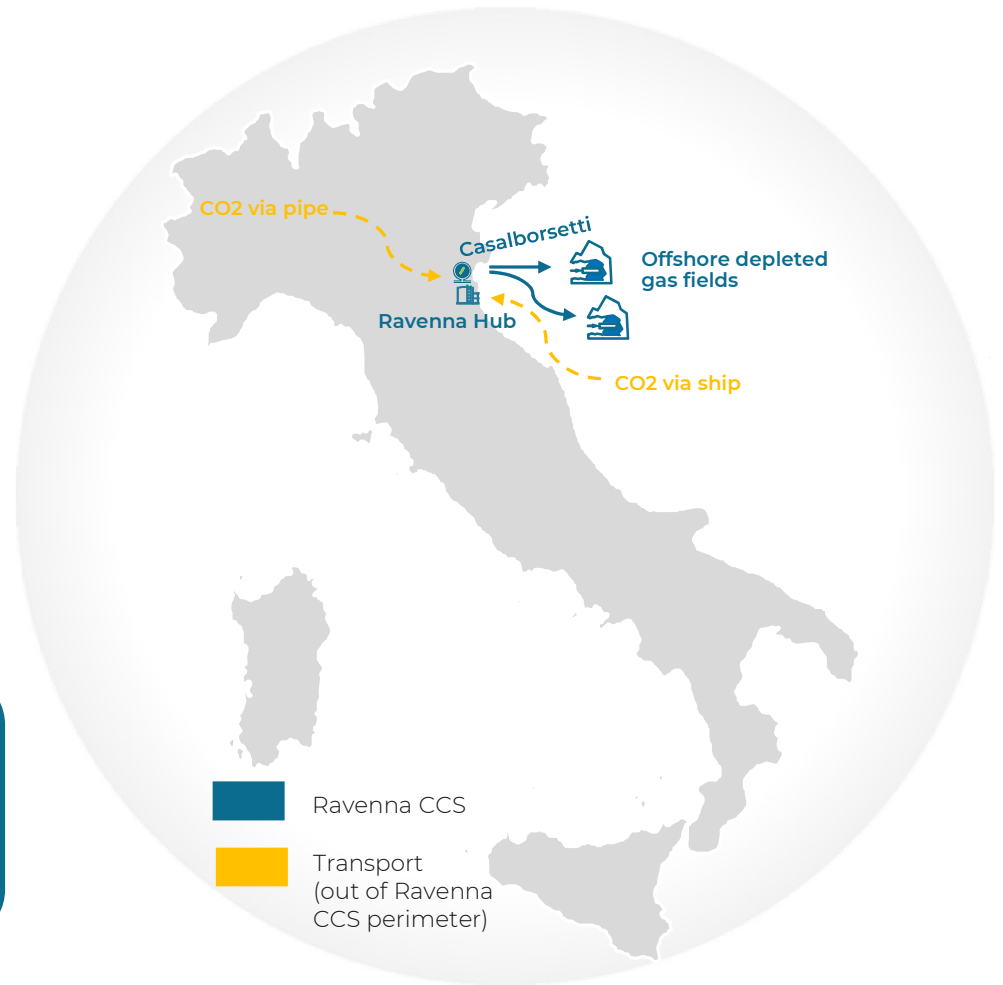 CO2 via pipe
Casalborsetti
Offshore depleted
gas fields
Ravenna Hub
CO2 via ship
Ravenna CCS
Transport
(out of Ravenna
CCS perimeter)